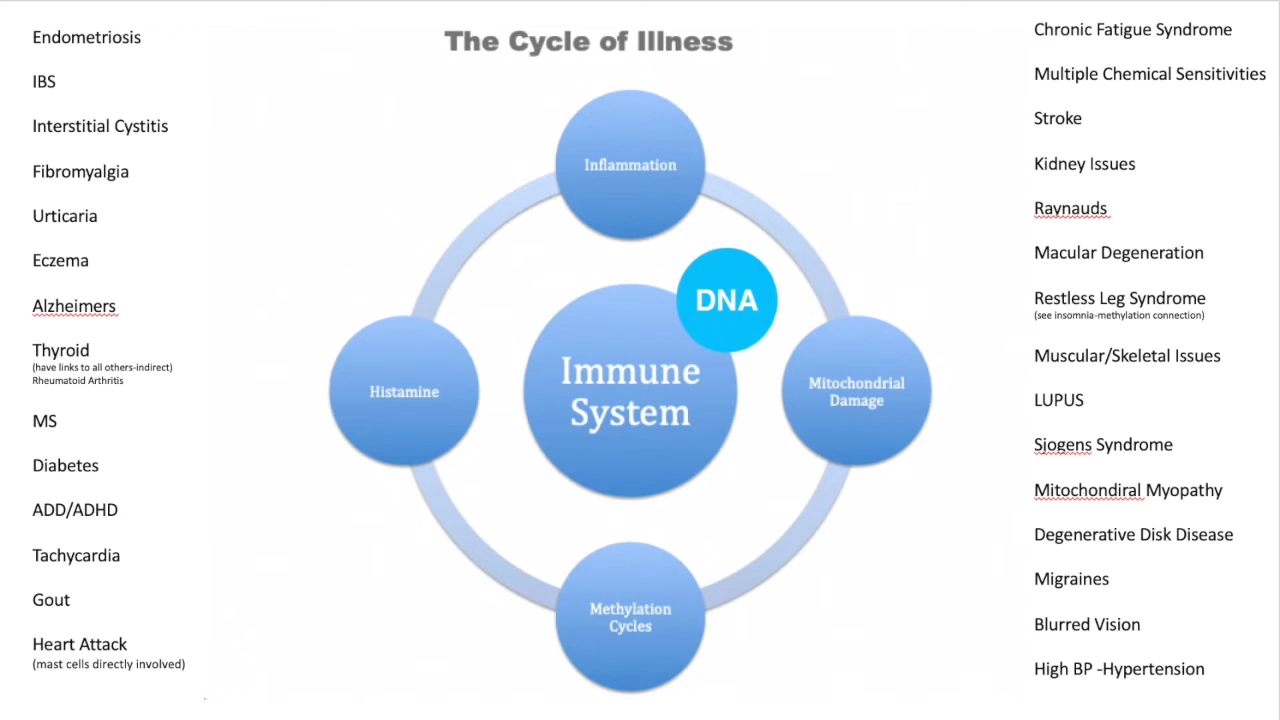 The Cycle of Illness
Endometriosis
IBS
Interstitial Cystitis
Fibromyalgia
Urticaria
Eczema
Alzheimers
Thyroid
(have links to all others-indirect)
Rheumatoid Arthritis
MS
Diabetes
ADD/ADHD
Tachycardia
Gout
Heart Attack
(mast cells directly involved)
Inflammation
DNA
Immune
System
Histamine
Mitochondrial
Damage
Methylation
Cycles
Chronic Fatigue Syndrome
Multiple Chemical Sensitivities
Stroke
Kidney Issues
Raynauds
Macular Degeneration
Restless Leg Syndrome
(see insomnia-methylation connection)
Muscular/Skeletal Issues
LUPUS
Sjogens Syndrome
Mitochondiral Myopathy
Degenerative Disk Disease
Migraines
Blurred Vision
High BP -Hypertension